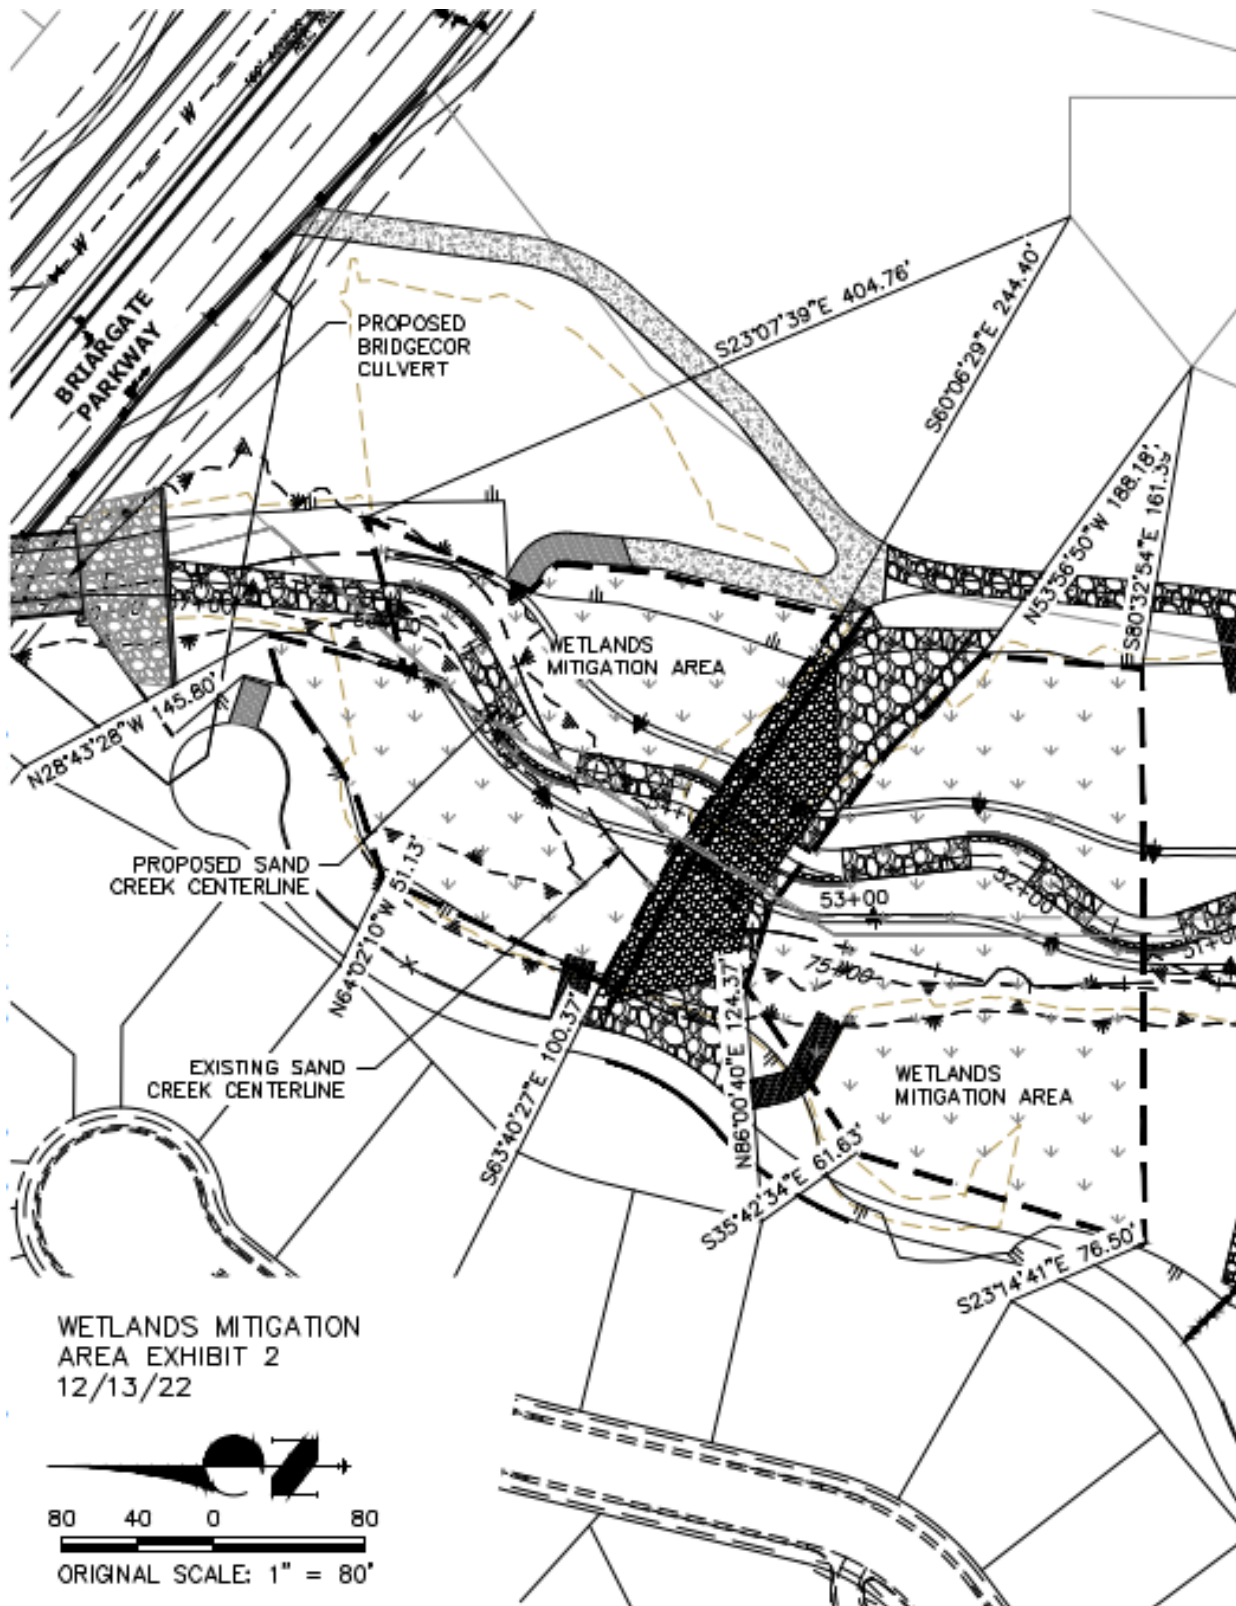 W
W
BRIARGATE
PARKWAY
PROPOSED
BRIDGECOR
CULVERT
S23°07'39"E 404.76'
S60°06'29"E 244.40'
N53°56'50"W 188.18'
S80°32'54"E 161.39'
WETLANDS
MITIGATION AREA
N28°43'28"W 145.80'
PROPOSED SAND
CREEK CENTERLINE
N64°02'10"W 51.13'
53+00
52+00
51+00
75+00
EXISTING SAND
CREEK CENTERLINE
S63°40'27"E 100.37'
N86°00'40"E 124.37'
WETLANDS
MITIGATION AREA
S35°42'34"E 61.63'
S23°14'41"E 76.50'
WETLANDS MITIGATION
AREA EXHIBIT 2
12/13/22
80 40 0 80
ORIGINAL SCALE: 1" = 80'